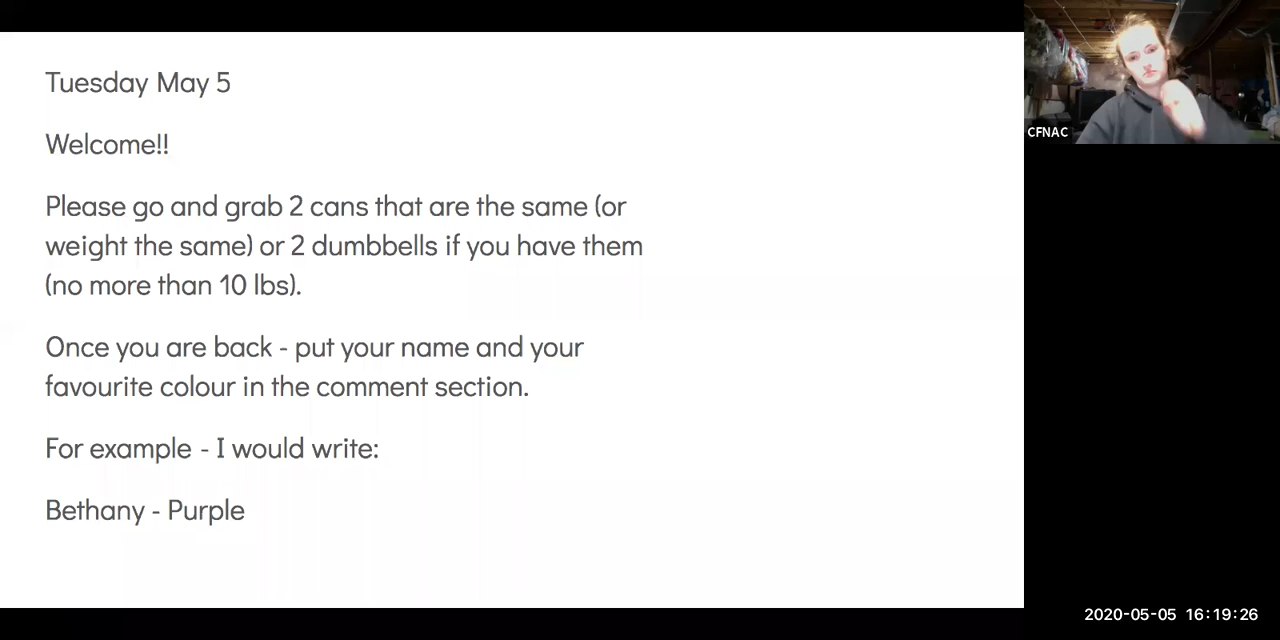 Tuesday May 5
Welcome!!
Please go and grab 2 cans that are the same (or
weight the same) or 2 dumbbells if you have them
(no more than 10 lbs).
Once you are back - put your name and your
favourite colour in the comment section.
For example - I would write:
Bethany - Purple
CFNAC
2020-05-05 16:19:26